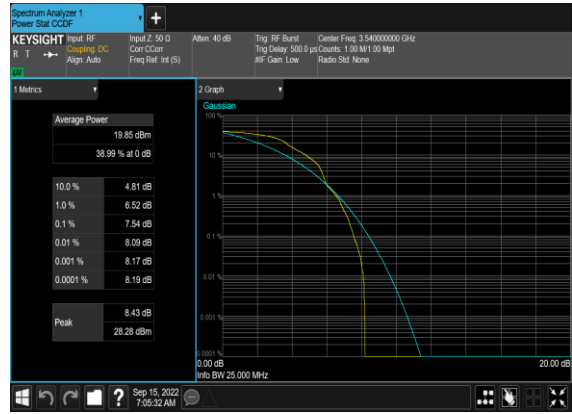 Spectrum Analyzer 1
Power Stat CCDF
+
KEYSIGHT Input: RF Input Z: 50 Ω Atten: 40 dB Trig: RF Burst Center Freq: 3.540000000 GHz
R T Coupling: DC Corr CCorr Trig Delay: 500.0 µs Counts: 1.00 M/1.00 Mpt
Align: Auto Freq Ref: Int (S) #IF Gain: Low Radio Std: None
1 Metrics
2 Graph
Average Power
19.85 dBm
38.99 % at 0 dB
10.0 % 4.81 dB
1.0 % 6.52 dB
0.1 % 7.54 dB
0.01 % 8.09 dB
0.001 % 8.17 dB
0.0001 % 8.19 dB
Peak
8.43 dB
28.28 dBm
Gaussian
100 %
10 %
1 %
0.1 %
0.01 %
0.001 %
0.0001 %
0.00 dB 20.00 dB
Info BW 25.000 MHz
? Sep 15, 2022
7:05:32 AM